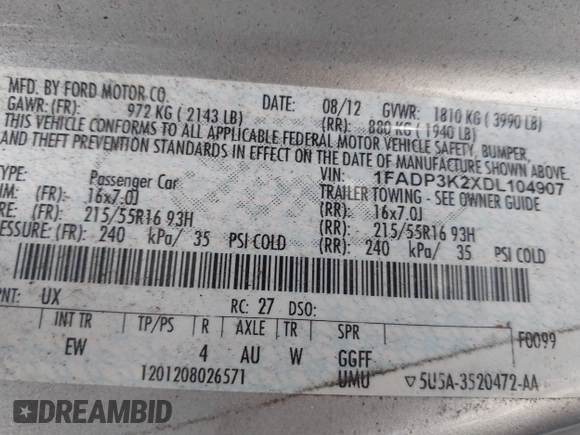 MFD. BY FORD MOTOR CO.
DATE: 08/12 GVWR: 1810 KG ( 3990 LB)
GAWR: (FR): 972 KG ( 2143 LB) (RR): 880 KG ( 1940 LB)
THIS VEHICLE CONFORMS TO ALL APPLICABLE FEDERAL MOTOR VEHICLE SAFETY, BUMPER,
AND THEFT PREVENTION STANDARDS IN EFFECT ON THE DATE OF MANUFACTURE SHOWN ABOVE.
VIN: 1FADP3K2XDL104907
TYPE: Passenger Car TRAILER TOWING - SEE OWNER GUIDE
IM: (FR): 16x7.0J (RR): 16x7.0J
RE: (FR): 215/55R16 93H (RR): 215/55R16 93H
ESSURE: (FR): 240 kPa/ 35 PSI COLD (RR): 240 kPa/ 35 PSI COLD
PNT: UX RC: 27 DSO:
INT TR TP/PS R AXLE TR SPR F0099
EW 4 AU W GGFF
1201208026571 UMU ▽5U5A-3520472-AA
DREAMBID